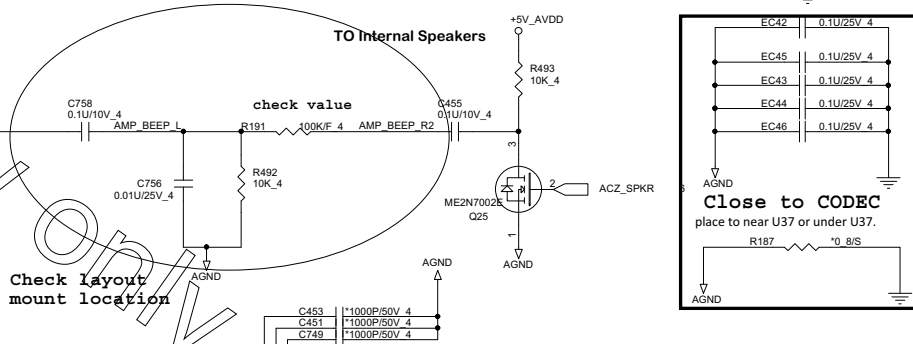 +5V_AVDD
TO Internal Speakers
R493
10K_4
C758
0.1U/10V_4
AMP_BEEP_L
check value
R191
100K/F_4
AMP_BEEP_R2
C455
0.1U/10V_4
C756
0.01U/25V_4
R492
10K_4
3
2
1
ACZ_SPKR
ME2N7002E
Q25
AGND
AGND
Check layout
mount location
only
AGND
C453
*1000P/50V_4
C451
*1000P/50V_4
C749
*1000P/50V_4
EC42
0.1U/25V_4
EC45
0.1U/25V_4
EC43
0.1U/25V_4
EC44
0.1U/25V_4
EC46
0.1U/25V_4
AGND
Close to CODEC
place to near U37 or under U37.
R187
*0_8/S
AGND